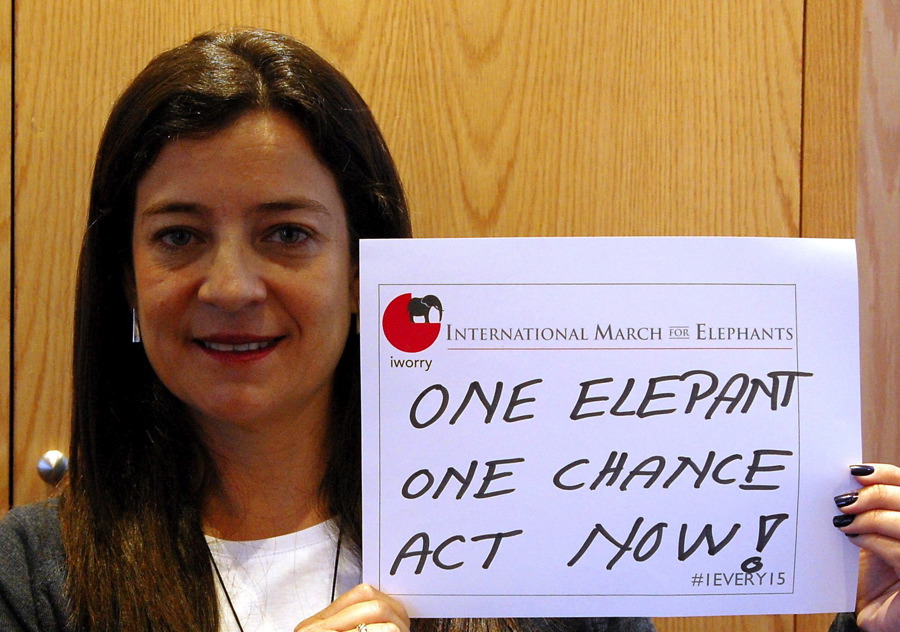 INTERNATIONAL MARCH FOR ELEPHANTS
iworry
ONE ELEPANT
ONE CHANCE
ACT NOW!
#1EVERY15